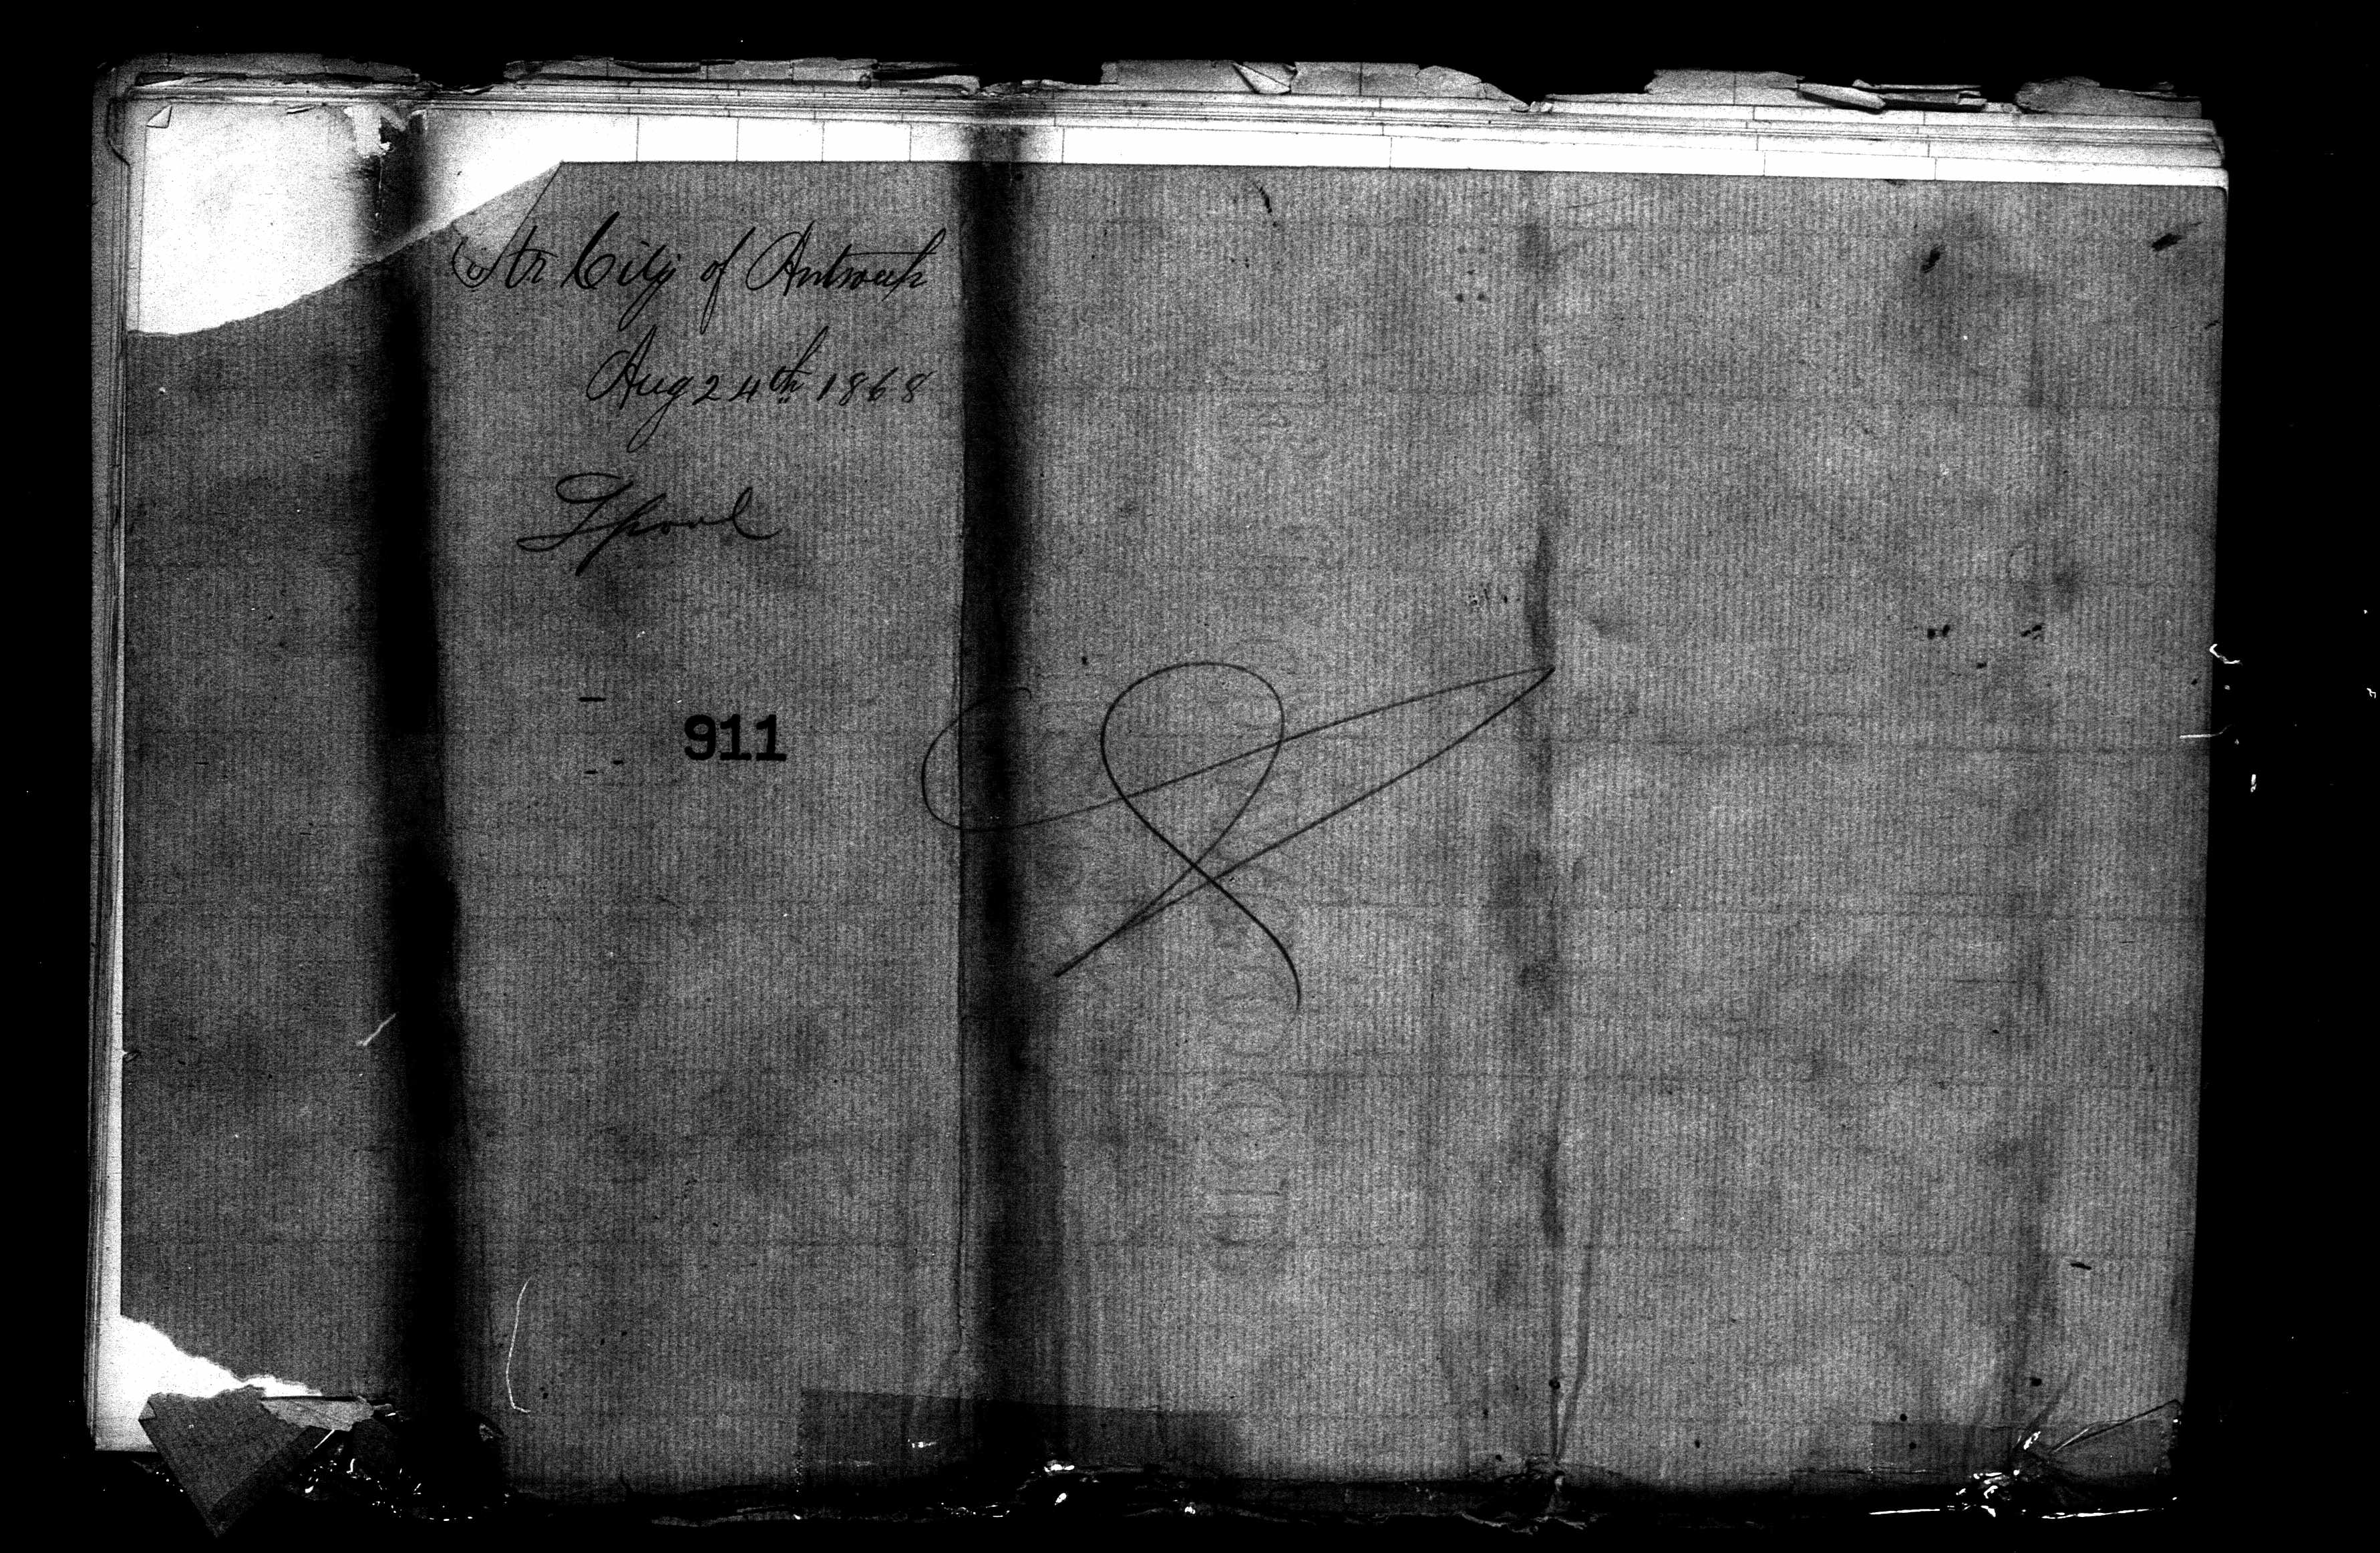 Str City of Antwerp
Aug 24th 1868
Lpool
911